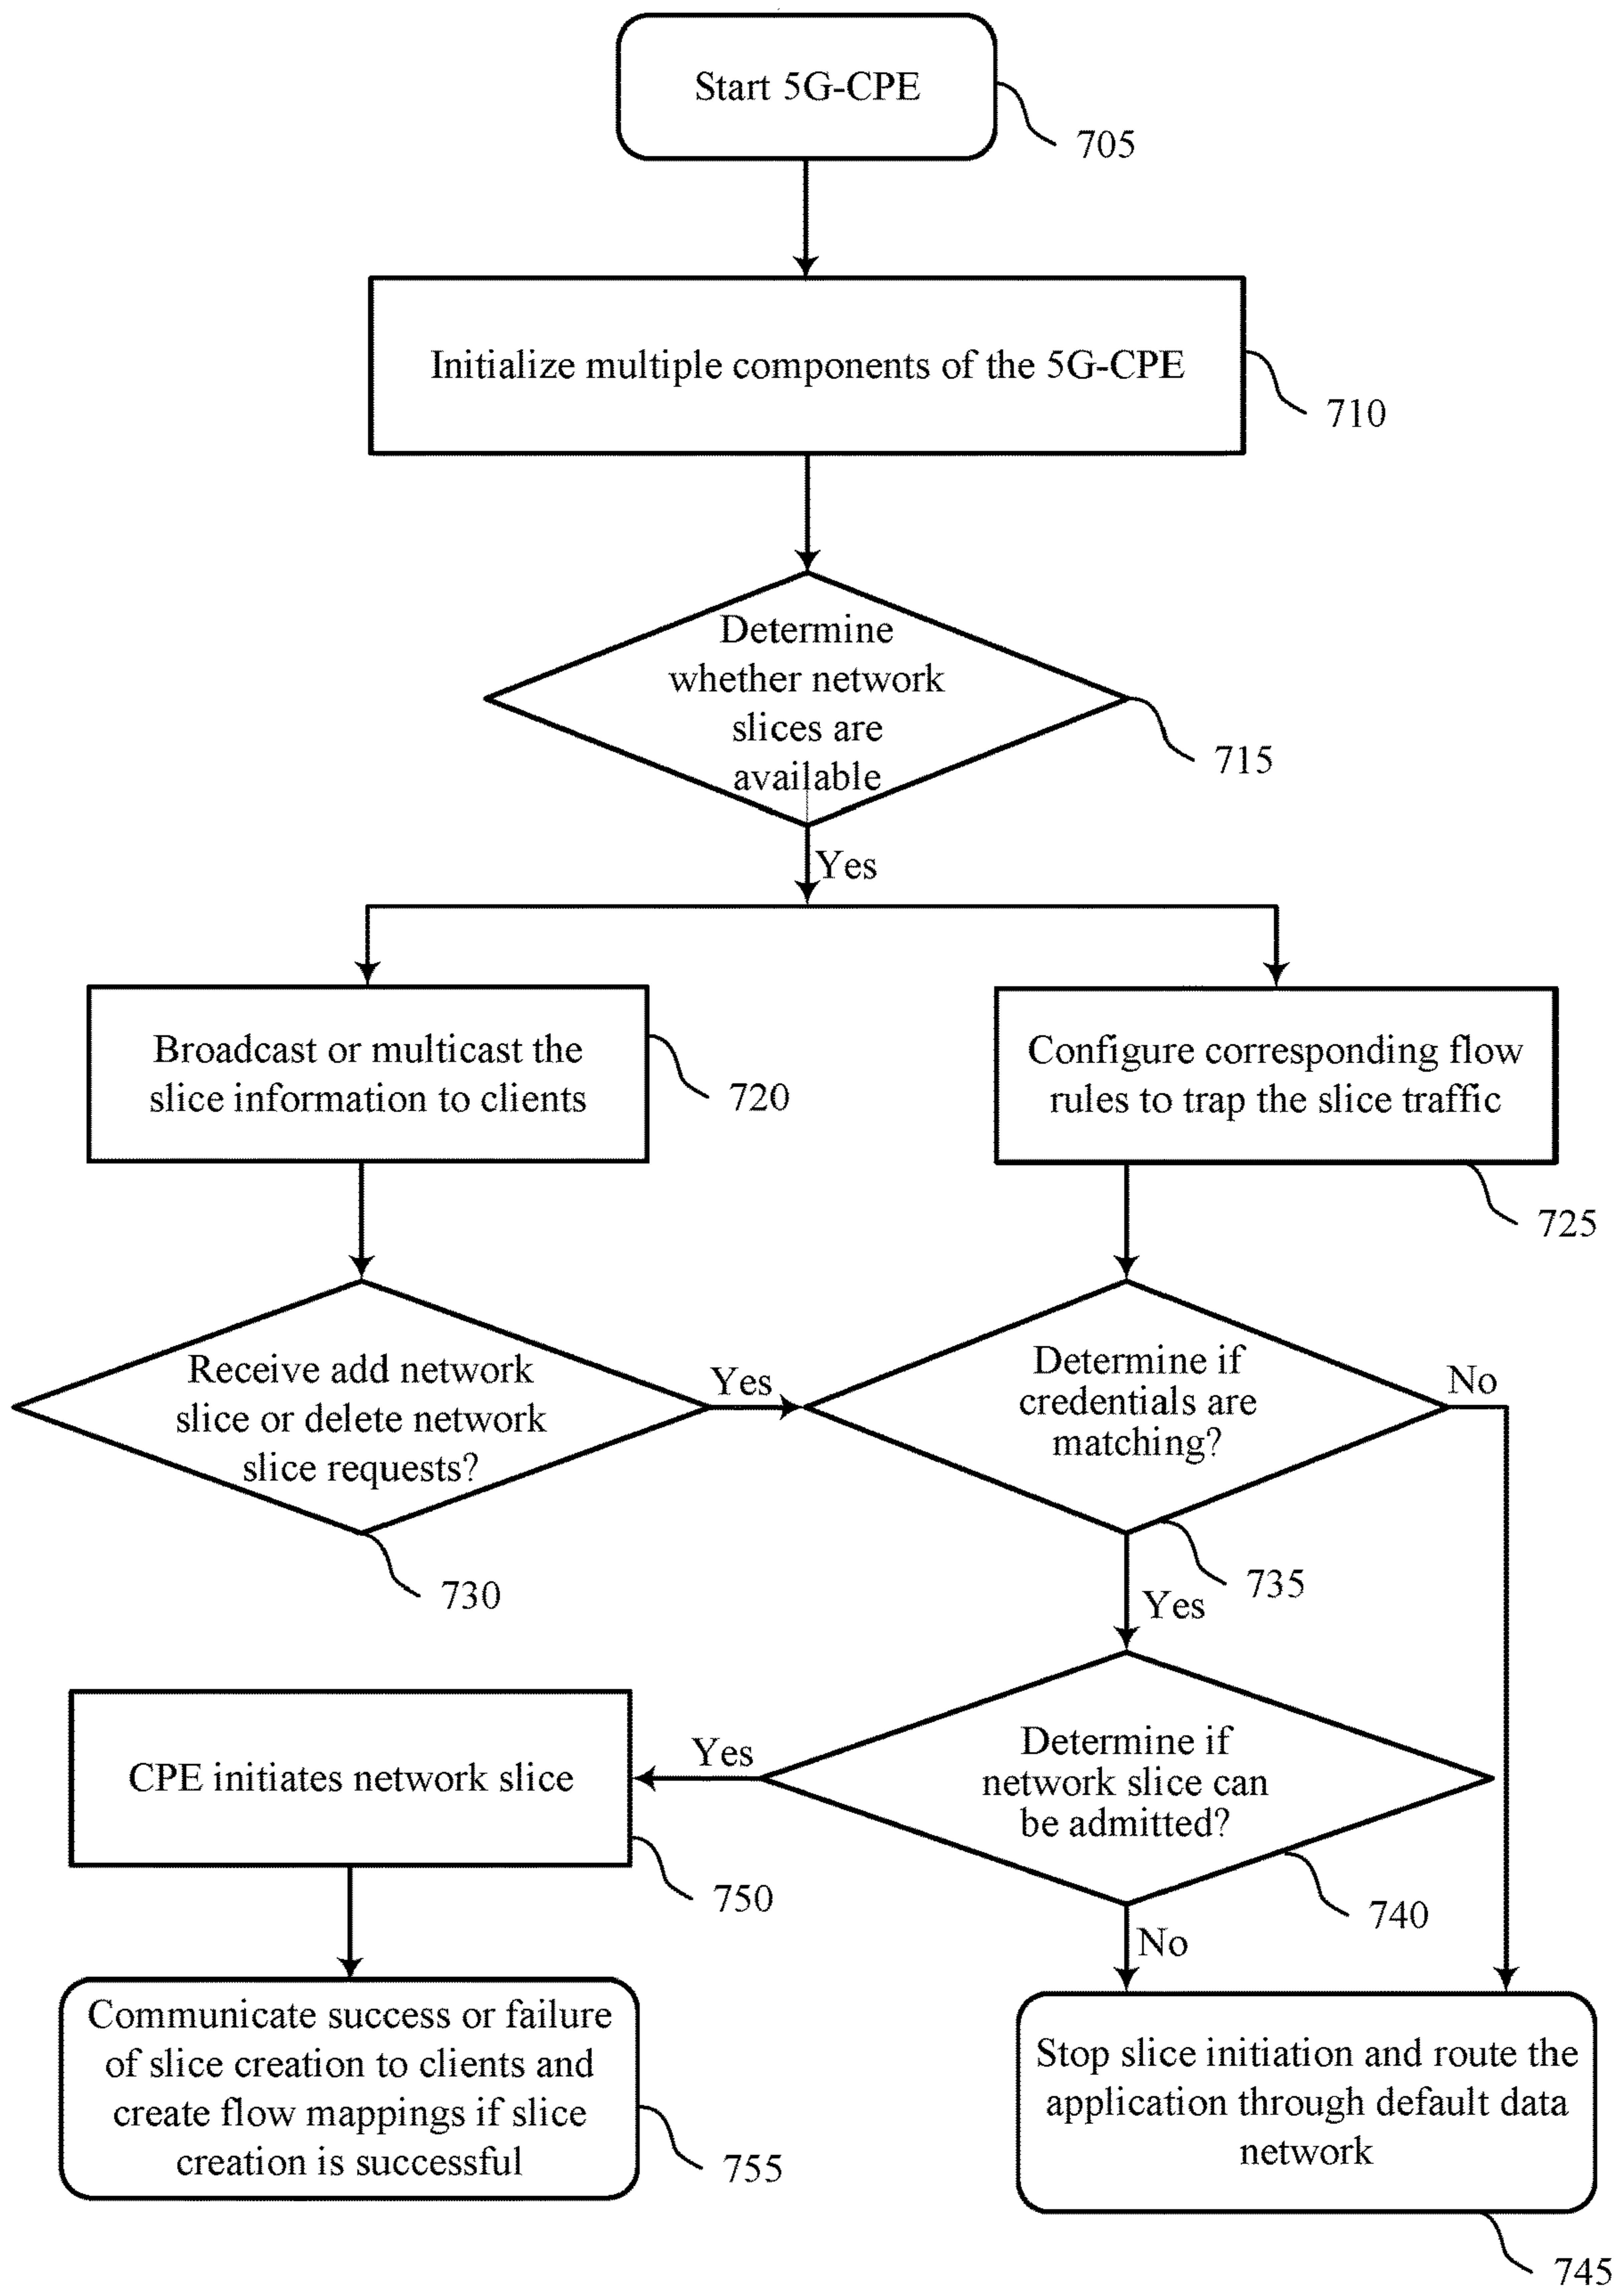 Start 5G-CPE
705
Initialize multiple components of the 5G-CPE
710
Determine
whether network
slices are
available
715
Yes
Broadcast or multicast the
slice information to clients
720
Configure corresponding flow
rules to trap the slice traffic
725
Receive add network
slice or delete network
slice requests?
730
Yes
Determine if
credentials are
matching?
No
735
Yes
CPE initiates network slice
750
Yes
Determine if
network slice can
be admitted?
740
No
Communicate success or failure
of slice creation to clients and
create flow mappings if slice
creation is successful
755
Stop slice initiation and route the
application through default data
network
745